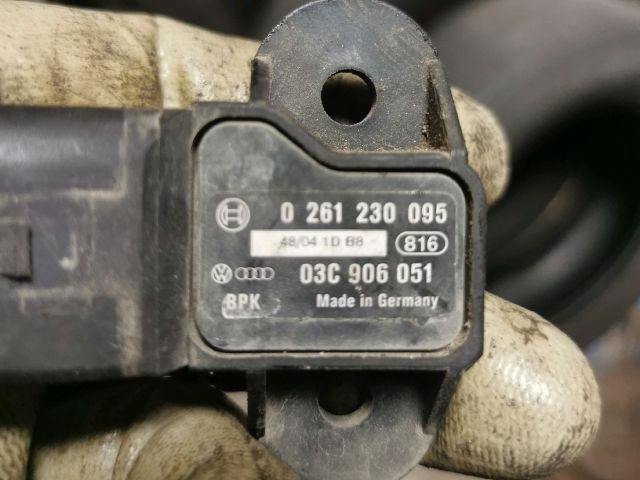 0 261 230 095
48/04 1D B8 816
03C 906 051
BPK Made in Germany